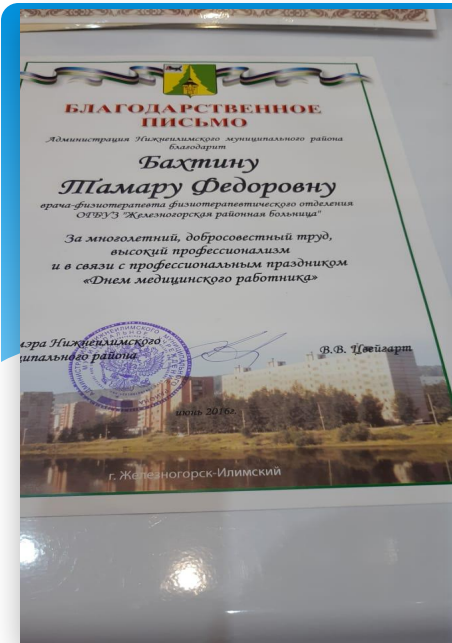 БЛАГОДАРСТВЕННОЕ
ПИСЬМО
Администрация Нижнеилимского муниципального района
благодарит
Бахтину
Тамару Федоровну
врача-физиотерапевта физиотерапевтического отделения
ОГБУЗ "Железногорская районная больница"
За многолетний, добросовестный труд,
высокий профессионализм
и в связи с профессиональным праздником
«Днем медицинского работника»
мэра Нижнеилимского
ципального района
В.В. Цвейгарт
июнь 2016г.
г. Железногорск-Илимский